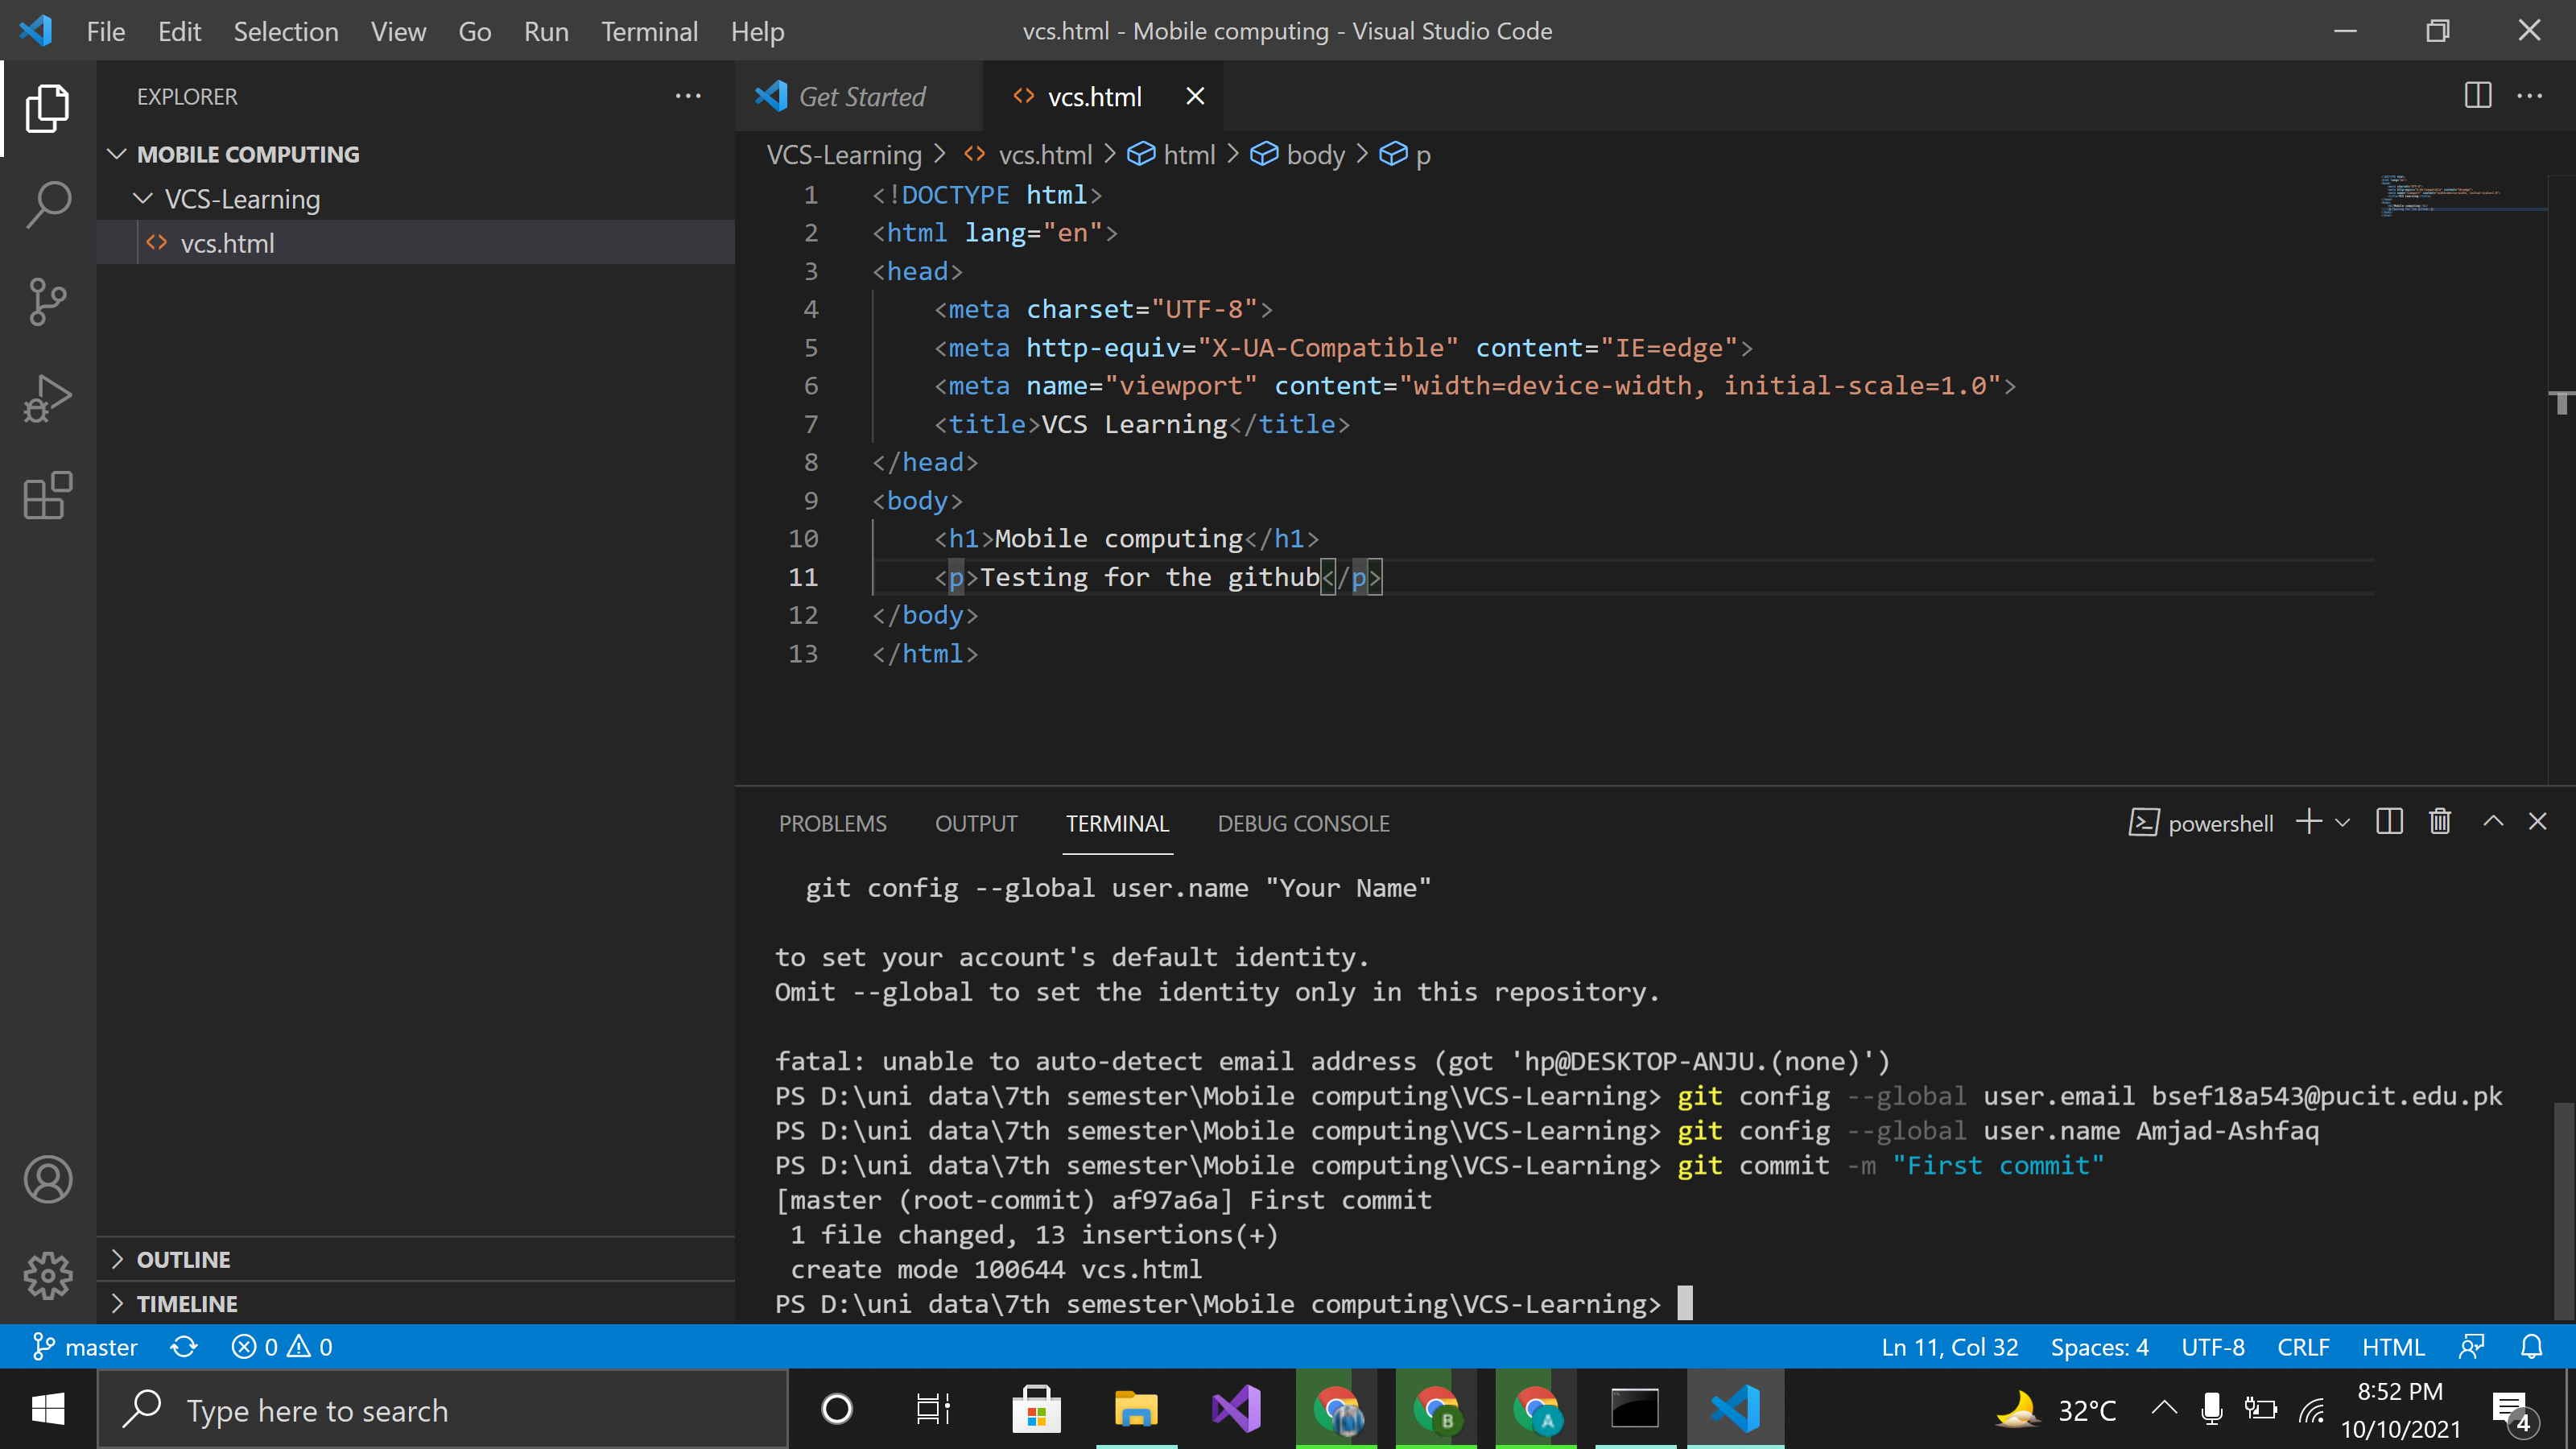 File Edit Selection View Go Run Terminal Help
vcs.html - Mobile computing - Visual Studio Code
EXPLORER
MOBILE COMPUTING
VCS-Learning
vcs.html
OUTLINE
TIMELINE
Get Started
vcs.html
VCS-Learning > vcs.html > html > body > p
1 <!DOCTYPE html>
2 <html lang="en">
3 <head>
4 <meta charset="UTF-8">
5 <meta http-equiv="X-UA-Compatible" content="IE=edge">
6 <meta name="viewport" content="width=device-width, initial-scale=1.0">
7 <title>VCS Learning</title>
8 </head>
9 <body>
10 <h1>Mobile computing</h1>
11 <p>Testing for the github</p>
12 </body>
13 </html>
PROBLEMS OUTPUT TERMINAL DEBUG CONSOLE
powershell
git config --global user.name "Your Name"
to set your account's default identity.
Omit --global to set the identity only in this repository.
fatal: unable to auto-detect email address (got 'hp@DESKTOP-ANJU.(none)')
PS D:\uni data\7th semester\Mobile computing\VCS-Learning> git config --global user.email bsef18a543@pucit.edu.pk
PS D:\uni data\7th semester\Mobile computing\VCS-Learning> git config --global user.name Amjad-Ashfaq
PS D:\uni data\7th semester\Mobile computing\VCS-Learning> git commit -m "First commit"
[master (root-commit) af97a6a] First commit
1 file changed, 13 insertions(+)
create mode 100644 vcs.html
PS D:\uni data\7th semester\Mobile computing\VCS-Learning>
master 0 0
Ln 11, Col 32 Spaces: 4 UTF-8 CRLF HTML
Type here to search
B
A
32°C
8:52 PM
10/10/2021
4